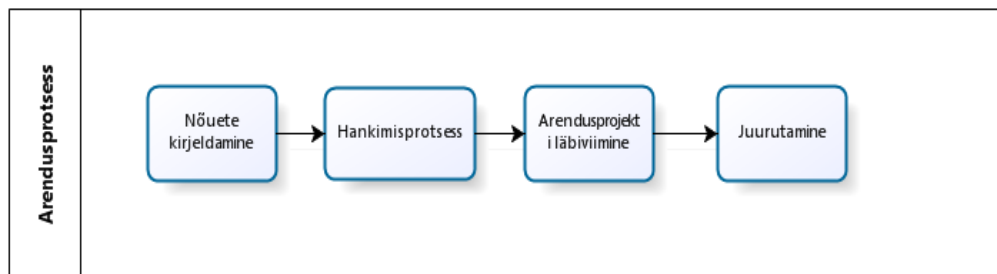 Arendusprotsess
Nõuete
kirjeldamine
Hankimisprotsess
Arendusprojekt
i läbiviimine
Juurutamine